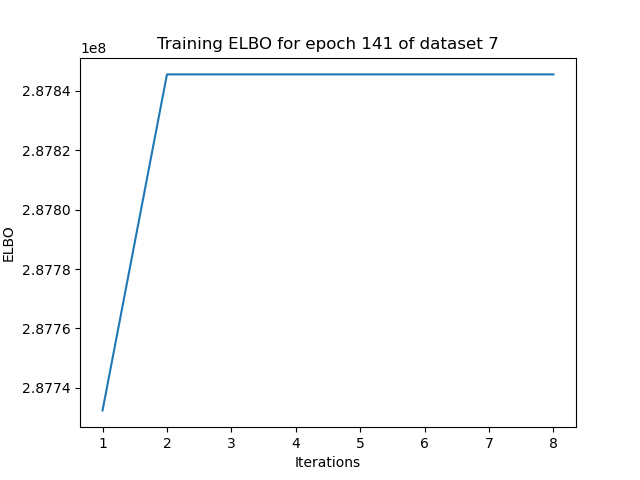 Training ELBO for epoch 141 of dataset 7
1e8
2.8784
2.8782
2.8780
2.8778
2.8776
2.8774
ELBO
1 2 3 4 5 6 7 8
Iterations